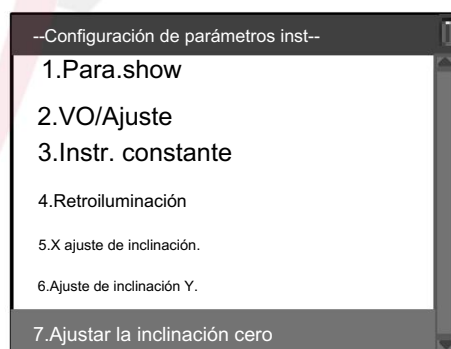 --Configuración de parámetros inst--
1.Para.show
2.VO/Ajuste
3.Instr. constante
4.Retroiluminación
5.X ajuste de inclinación.
6.Ajuste de inclinación Y.
7.Ajustar la inclinación cero